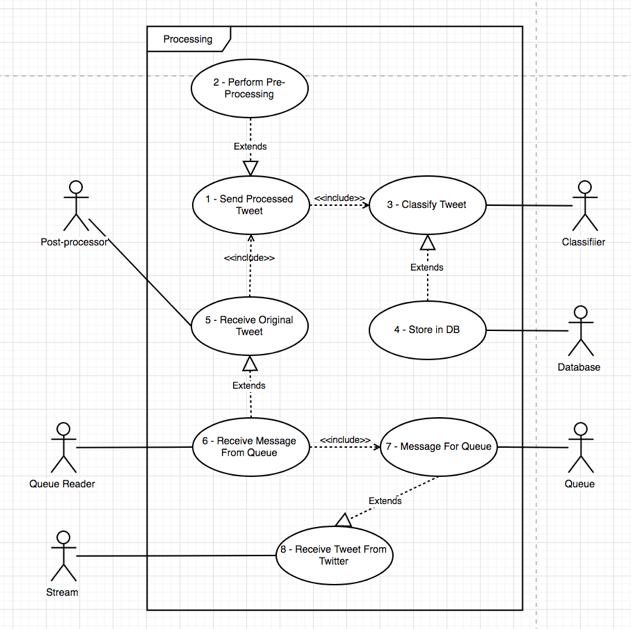 Processing
2 - Perform Pre-
Processing
Extends
1 - Send Processed
Tweet
<<include>>
3 - Classify Tweet
Classifiier
Post-processor
<<include>>
Extends
5 - Receive Original
Tweet
4 - Store in DB
Database
Extends
6 - Receive Message
From Queue
<<include>>
7 - Message For Queue
Queue Reader
Queue
Extends
8 - Receive Tweet From
Twitter
Stream